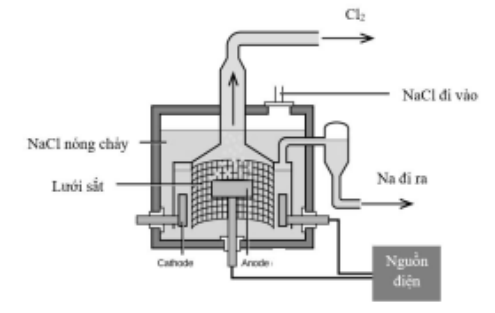 Cl₂
NaCl đi vào
NaCl nóng chảy
Lưới sắt
Na đi ra
Cathode
Anode
Nguồn
điện